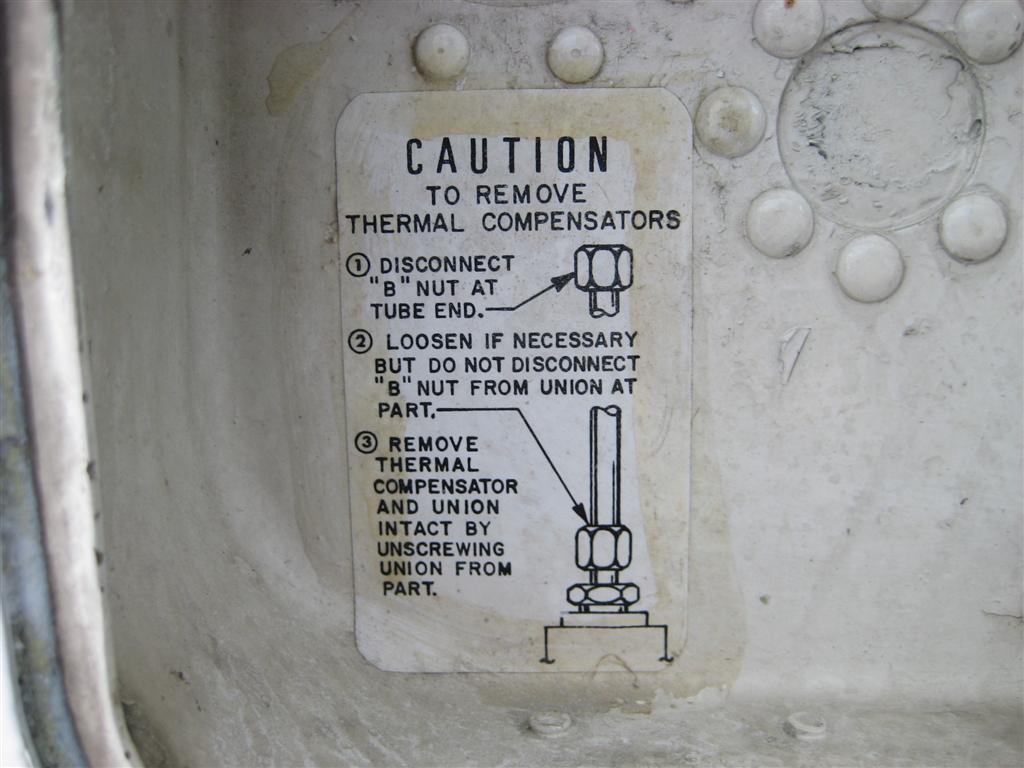 CAUTION
TO REMOVE
THERMAL COMPENSATORS
① DISCONNECT
"B" NUT AT
TUBE END.
② LOOSEN IF NECESSARY
BUT DO NOT DISCONNECT
"B" NUT FROM UNION AT
PART.
③ REMOVE
THERMAL
COMPENSATOR
AND UNION
INTACT BY
UNSCREWING
UNION FROM
PART.